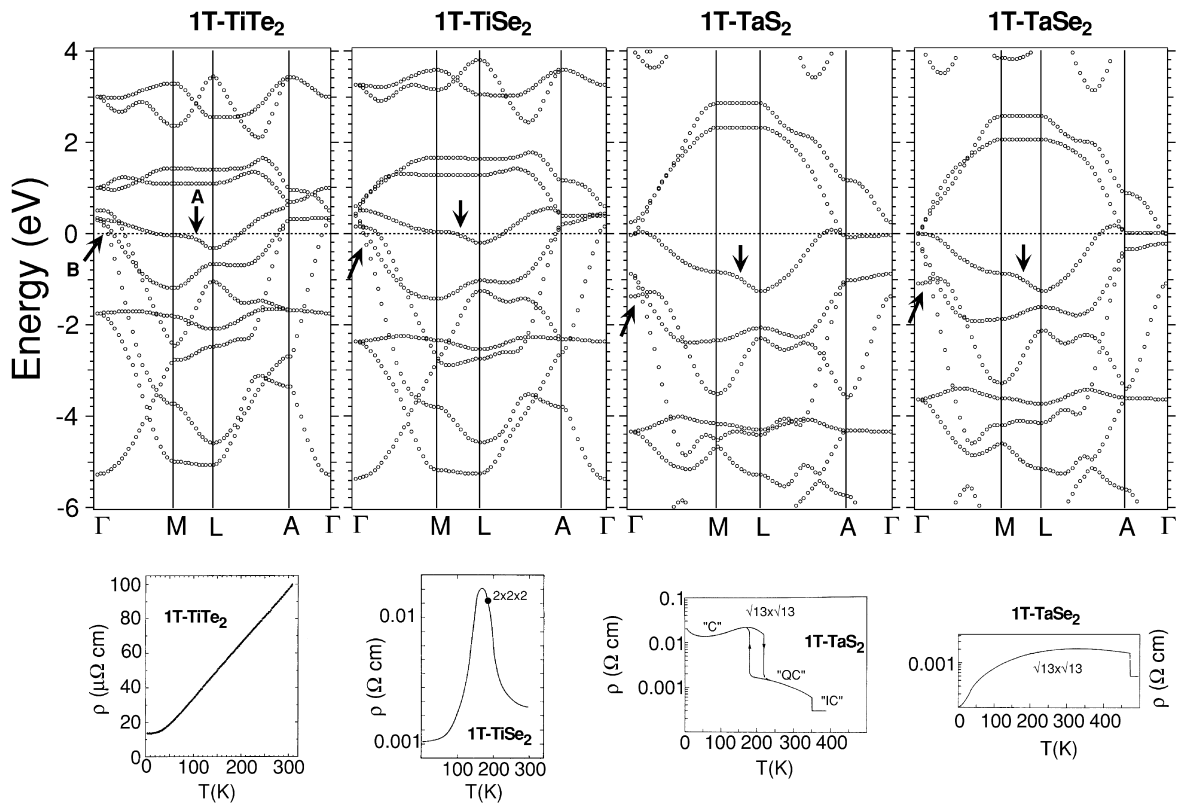 1T-TiTe2 1T-TiSe2 1T-TaS2 1T-TaSe2
Energy (eV)
4
2
0
-2
-4
-6
A
B
Γ M L A Γ
Γ M L A Γ
Γ M L A Γ
Γ M L A Γ
1T-TiTe2
ρ (μΩ cm)
100
80
60
40
20
0
0 100 200 300
T(K)
ρ (Ω cm)
0.01
0.001
2x2x2
1T-TiSe2
100 200 300
T(K)
ρ (Ω cm)
0.1
0.01
0.001
√13x√13
"C"
1T-TaS2
"QC"
"IC"
0 100 200 300 400
T(K)
1T-TaSe2
0.001
√13x√13
ρ (Ω cm)
0 100 200 300 400
T(K)